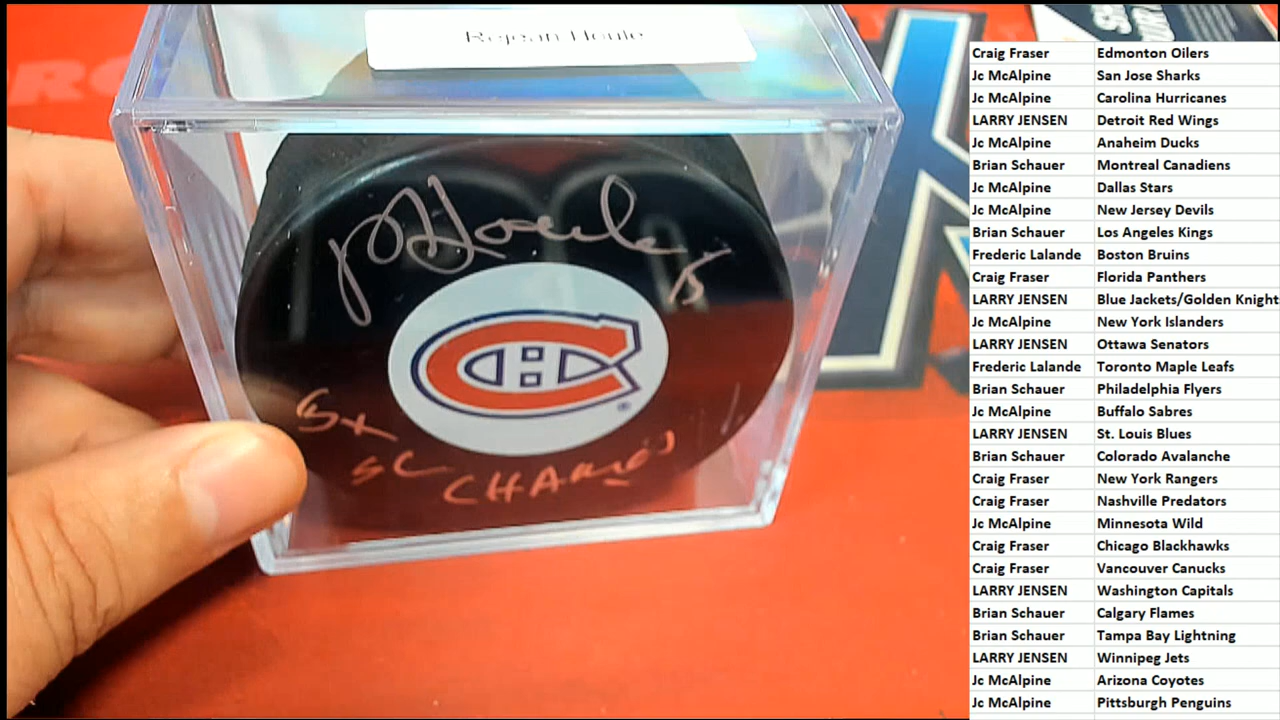 Rejean Houle
R Houle 15
5x
SC
CHAMPS
Craig Fraser Edmonton Oilers
Jc McAlpine San Jose Sharks
Jc McAlpine Carolina Hurricanes
LARRY JENSEN Detroit Red Wings
Jc McAlpine Anaheim Ducks
Brian Schauer Montreal Canadiens
Jc McAlpine Dallas Stars
Jc McAlpine New Jersey Devils
Brian Schauer Los Angeles Kings
Frederic Lalande Boston Bruins
Craig Fraser Florida Panthers
LARRY JENSEN Blue Jackets/Golden Knight
Jc McAlpine New York Islanders
LARRY JENSEN Ottawa Senators
Frederic Lalande Toronto Maple Leafs
Brian Schauer Philadelphia Flyers
Jc McAlpine Buffalo Sabres
LARRY JENSEN St. Louis Blues
Brian Schauer Colorado Avalanche
Craig Fraser New York Rangers
Craig Fraser Nashville Predators
Jc McAlpine Minnesota Wild
Craig Fraser Chicago Blackhawks
Craig Fraser Vancouver Canucks
LARRY JENSEN Washington Capitals
Brian Schauer Calgary Flames
Brian Schauer Tampa Bay Lightning
LARRY JENSEN Winnipeg Jets
Jc McAlpine Arizona Coyotes
Jc McAlpine Pittsburgh Penguins